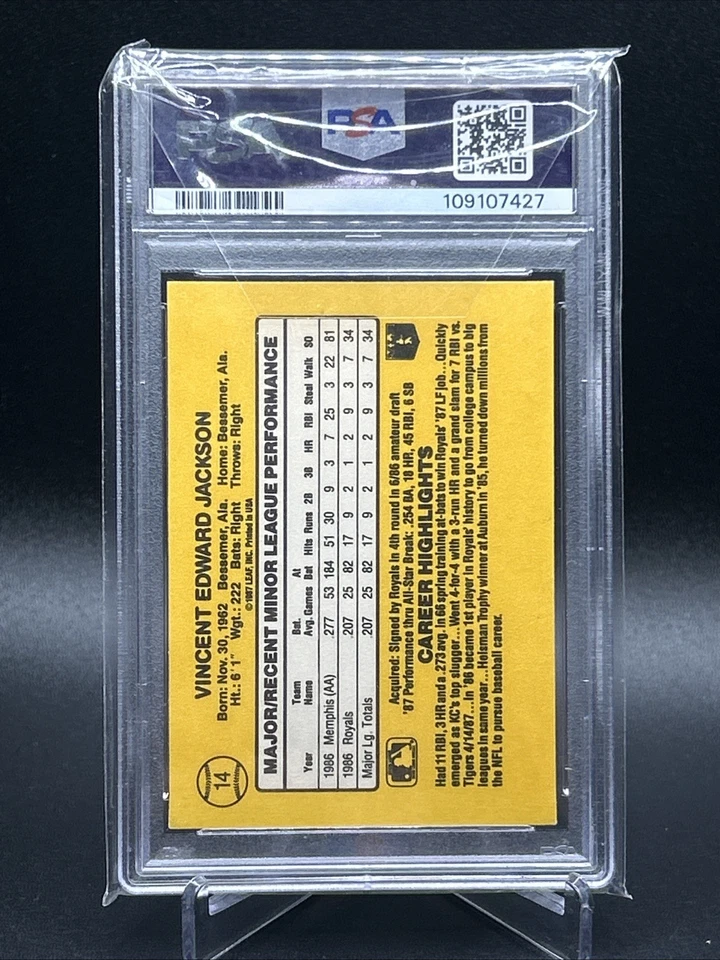 PSA
PSA
109107427
14
VINCENT EDWARD JACKSON
Born: Nov. 30, 1962 Bessemer, Ala. Home: Bessemer, Ala.
Ht.: 6'1" Wgt.: 222 Bats: Right Throws: Right
©1987 LEAF, INC. Printed in USA
MAJOR/RECENT MINOR LEAGUE PERFORMANCE
Year Team Name Bat. Avg. Games At Bat Hits Runs 2B 3B HR RBI Steal Walk SO
1986 Memphis (AA) .277 53 184 51 30 9 3 7 25 3 22 81
1986 Royals .207 25 82 17 9 2 1 2 9 3 7 34
Major Lg. Totals .207 25 82 17 9 2 1 2 9 3 7 34
Acquired: Signed by Royals in 4th round in 6/86 amateur draft
'87 Performance thru All-Star Break: .254 BA, 18 HR, 45 RBI, 6 SB
CAREER HIGHLIGHTS
Had 11 RBI, 3 HR and a .273 avg. in 66 spring training at-bats to win Royals' '87 LF job...Quickly
emerged as KC's top slugger...Went 4-for-4 with a 3-run HR and a grand slam for 7 RBI vs.
Tigers 4/14/87...In '86 became 1st player in Royals' history to go from college campus to big
leagues in same year...Heisman Trophy winner at Auburn in '85, he turned down millions from
the NFL to pursue baseball career.